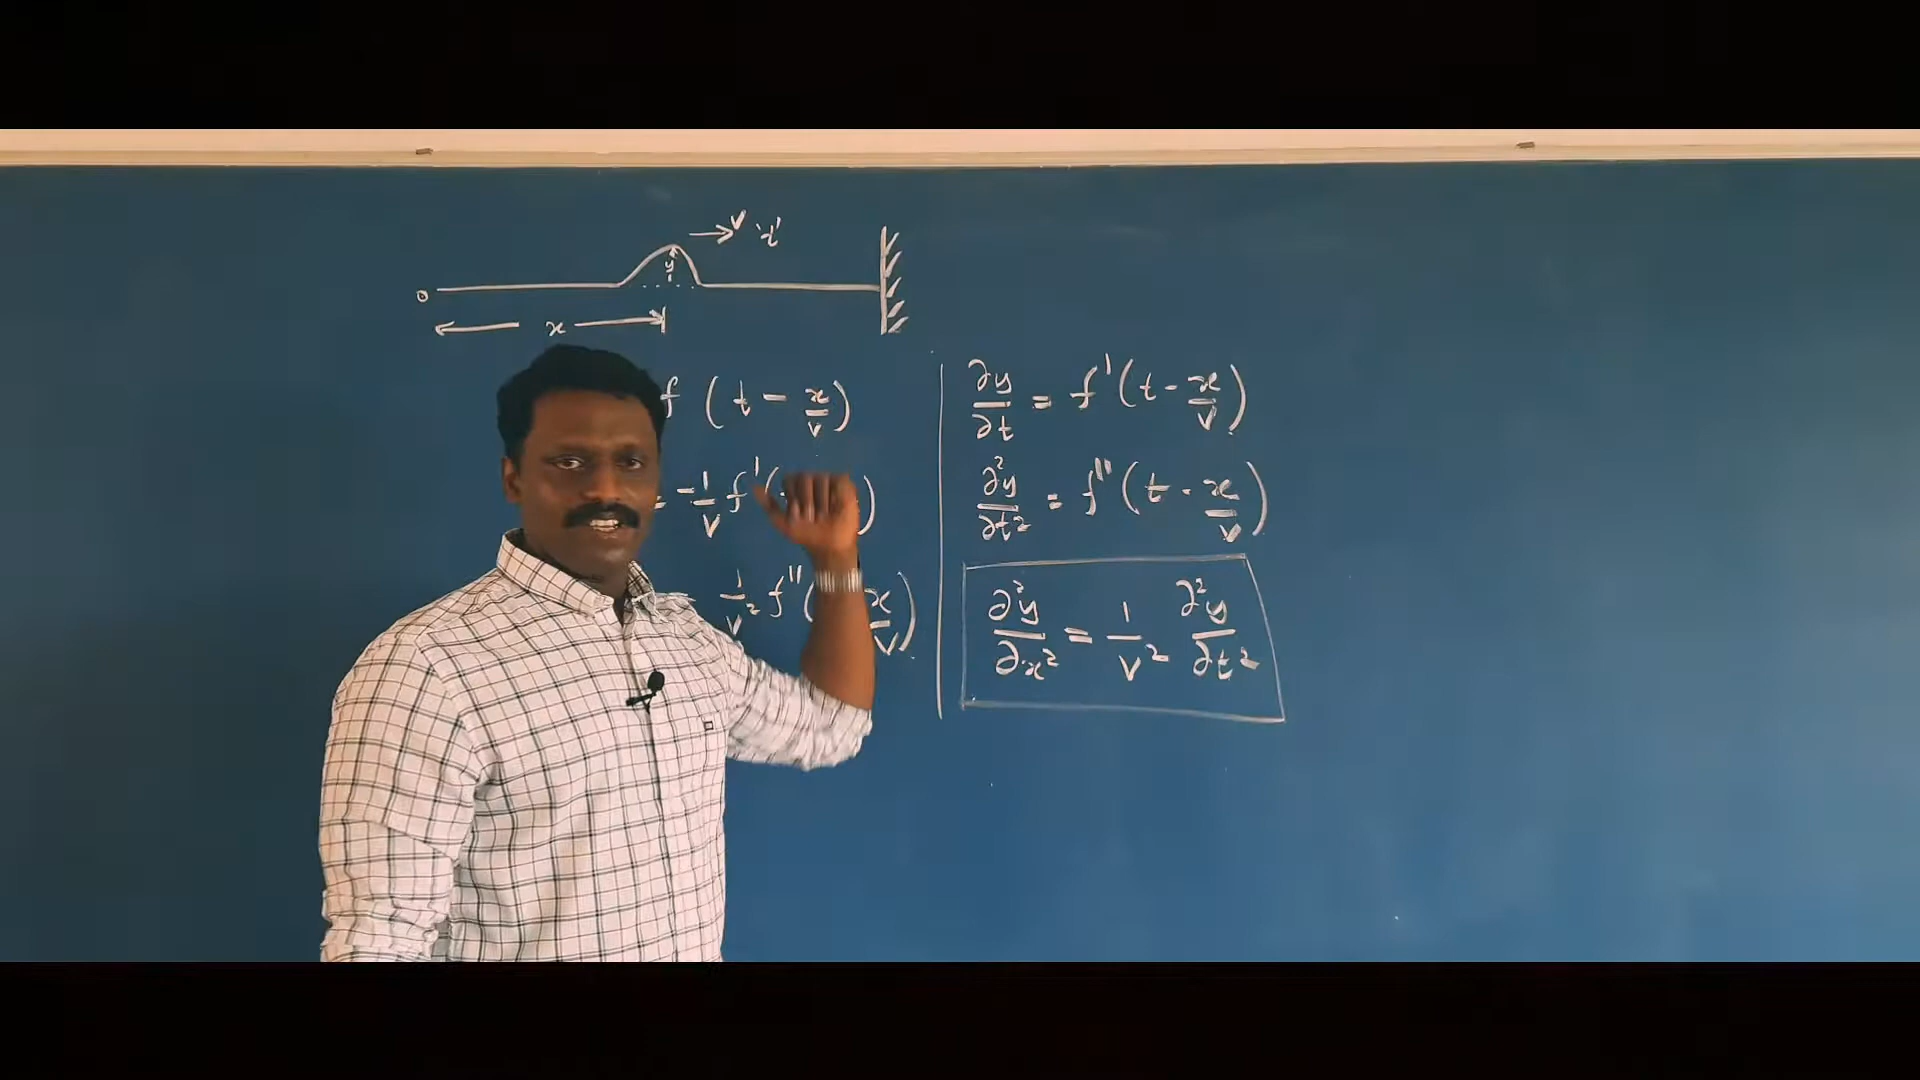 → v 't'
y
0
x
f (t - x/v)
= -1/v f'( )
1/v² f''( x/v)
∂y/∂t = f'(t - x/v)
∂²y/∂t² = f''(t - x/v)
∂²y/∂x² = 1/v² ∂²y/∂t²